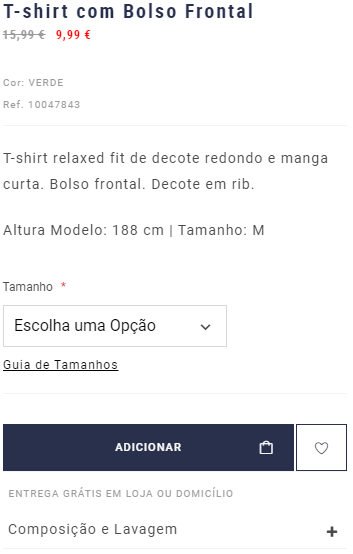 T-shirt com Bolso Frontal
15,99 € 9,99 €
Cor: VERDE
Ref. 10047843
T-shirt relaxed fit de decote redondo e manga
curta. Bolso frontal. Decote em rib.
Altura Modelo: 188 cm | Tamanho: M
Tamanho *
Escolha uma Opção
Guia de Tamanhos
ADICIONAR
ENTREGA GRÁTIS EM LOJA OU DOMICÍLIO
Composição e Lavagem +